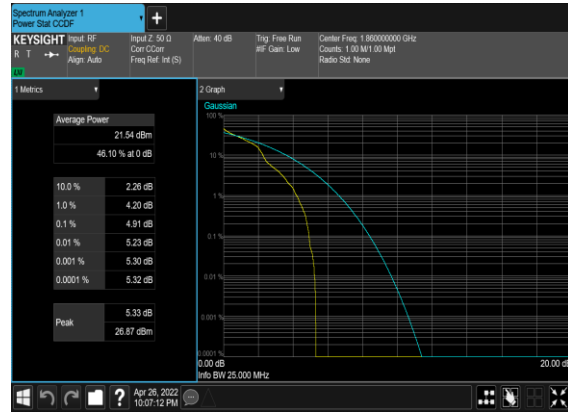 Spectrum Analyzer 1
Power Stat CCDF
KEYSIGHT
R T
LXI
Input: RF
Coupling: DC
Align: Auto
Input Z: 50 Ω
Corr CCorr
Freq Ref: Int (S)
Atten: 40 dB
Trig: Free Run
#IF Gain: Low
Center Freq: 1.860000000 GHz
Counts: 1.00 M/1.00 Mpt
Radio Std: None
1 Metrics
Average Power
21.54 dBm
46.10 % at 0 dB
10.0 % 2.26 dB
1.0 % 4.20 dB
0.1 % 4.91 dB
0.01 % 5.23 dB
0.001 % 5.30 dB
0.0001 % 5.32 dB
Peak
5.33 dB
26.87 dBm
2 Graph
Gaussian
100 %
10 %
1 %
0.1 %
0.01 %
0.001 %
0.0001 %
0.00 dB
20.00 dB
Info BW 25.000 MHz
?
Apr 26, 2022
10:07:12 PM